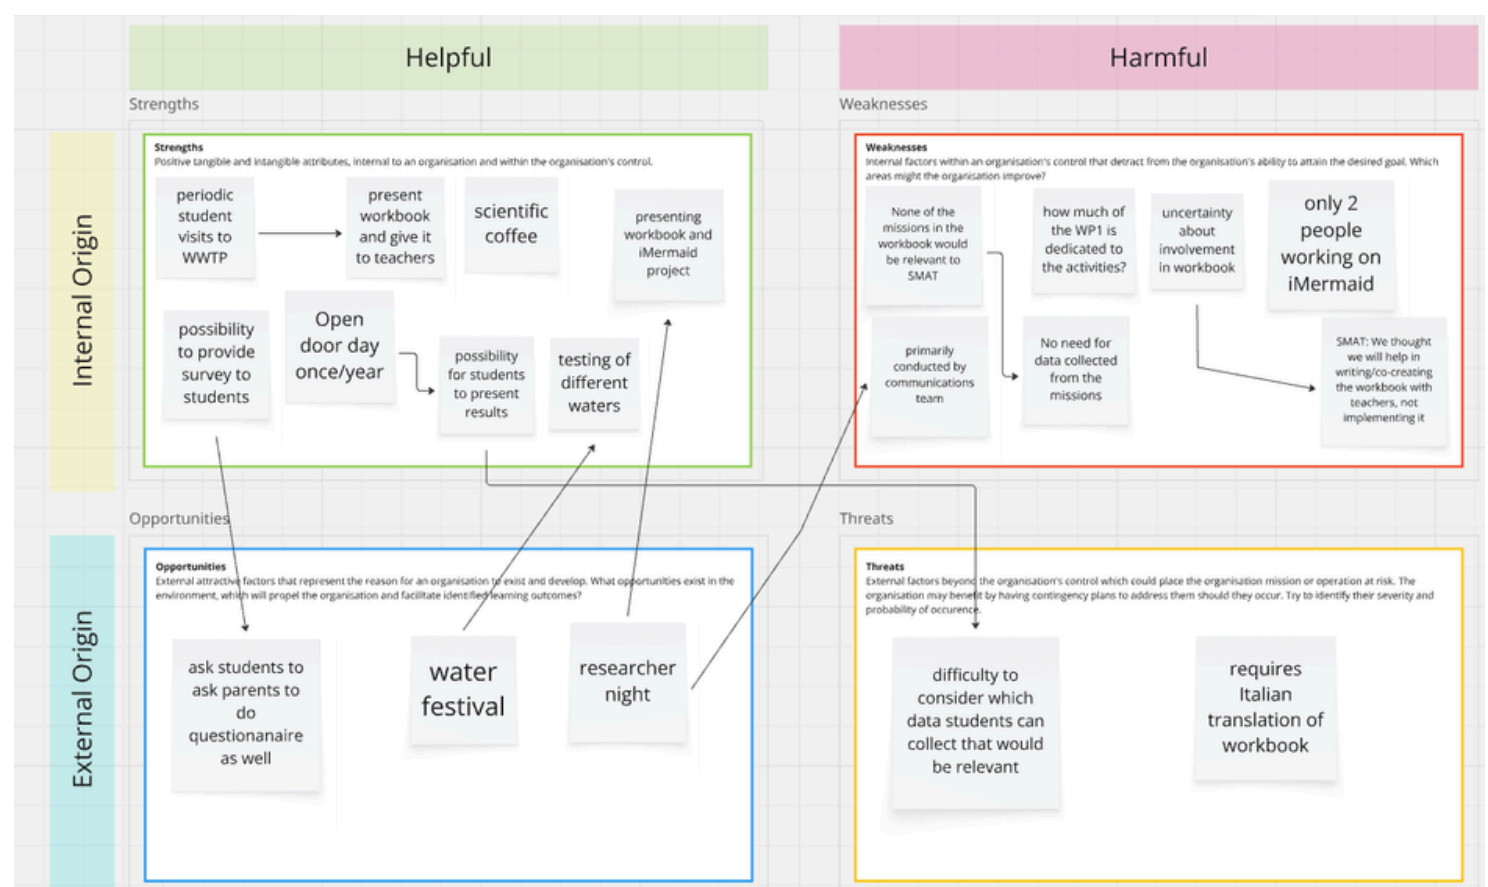 Helpful
Harmful
Strengths
Weaknesses
Internal Origin
Strengths
Positive tangible and intangible attributes, internal to an organisation and within the organisation's control.
periodic
student
visits to
WWTP
present
workbook
and give it
to teachers
scientific
coffee
presenting
workbook and
iMermaid
project
possibility
to provide
survey to
students
Open
door day
once/year
possibility
for students
to present
results
testing of
different
waters
Weaknesses
Internal factors within an organisation's control that detract from the organisation's ability to attain the desired goal. Which
areas might the organisation improve?
None of the
missions in the
workbook would
be relevant to
SMAT
how much of
the WP1 is
dedicated to
the activities?
uncertainty
about
involvement
in workbook
only 2
people
working on
iMermaid
primarily
conducted by
communications
team
No need for
data collected
from the
missions
SMAT: We thought
we will help in
writing/co-creating
the workbook with
teachers, not
implementing it
Opportunities
Threats
External Origin
Opportunities
External attractive factors that represent the reason for an organisation to exist and develop. What opportunities exist in the
environment, which will propel the organisation and facilitate identified learning outcomes?
ask students to
ask parents to
do
questionanaire
as well
water
festival
researcher
night
Threats
External factors beyond the organisation's control which could place the organisation mission or operation at risk. The
organisation may benefit by having contingency plans to address them should they occur. Try to identify their severity and
probability of occurence.
difficulty to
consider which
data students can
collect that would
be relevant
requires
Italian
translation of
workbook